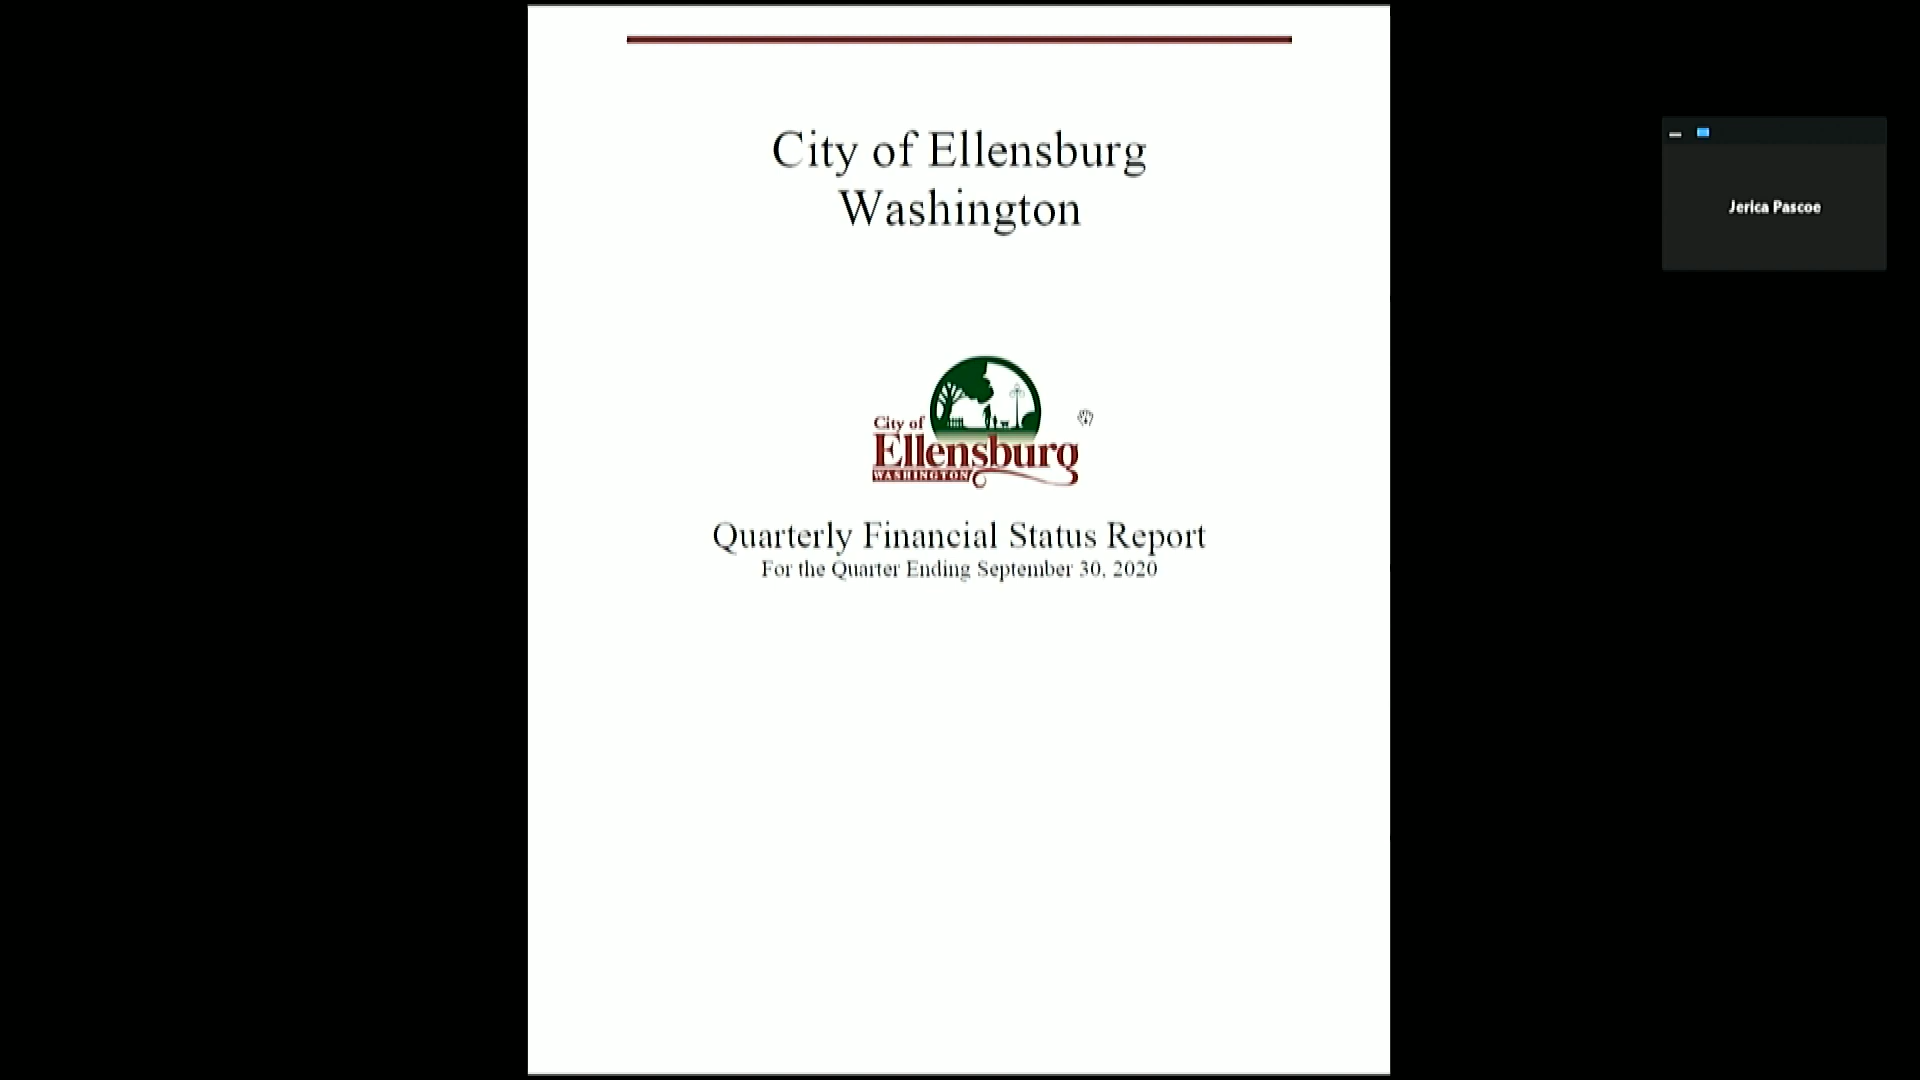 City of Ellensburg
Washington
Jerica Pascoe
City of
Ellensburg
WASHINGTON
Quarterly Financial Status Report
For the Quarter Ending September 30, 2020